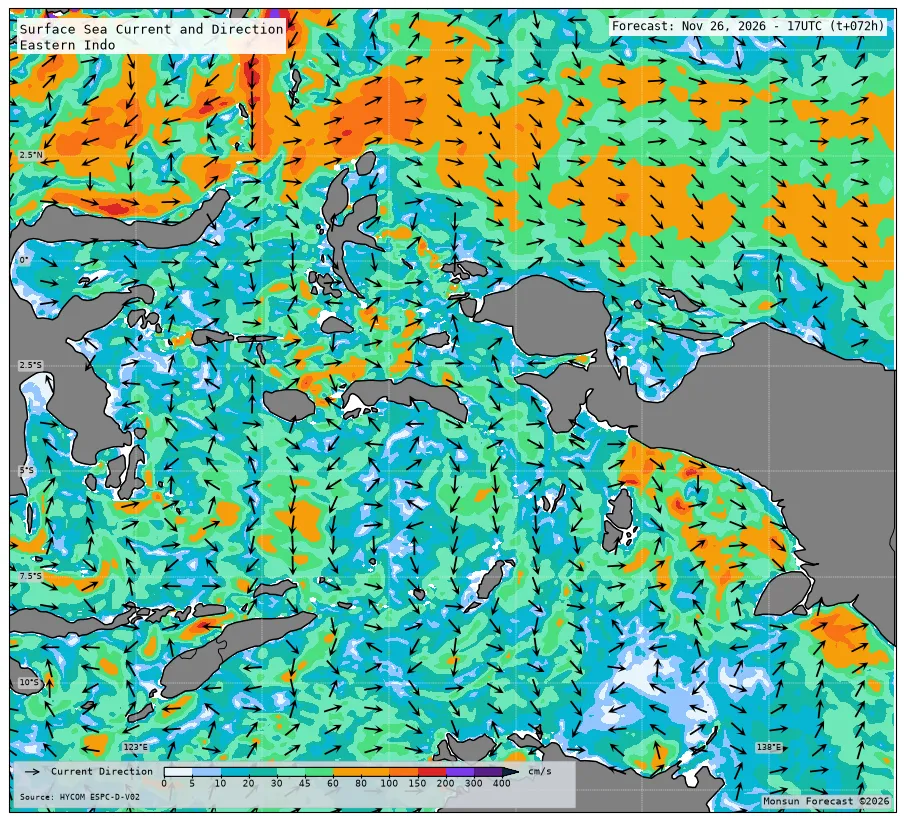 Surface Sea Current and Direction
Eastern Indo
Forecast: Nov 26, 2026 - 17UTC (t+072h)
2.5°N
0°
2.5°S
5°S
7.5°S
10°S
123°E
138°E
Current Direction
cm/s
0 5 10 20 30 45 60 80 100 150 200 300 400
Source: HYCOM ESPC-D-V02
Monsun Forecast ©2026